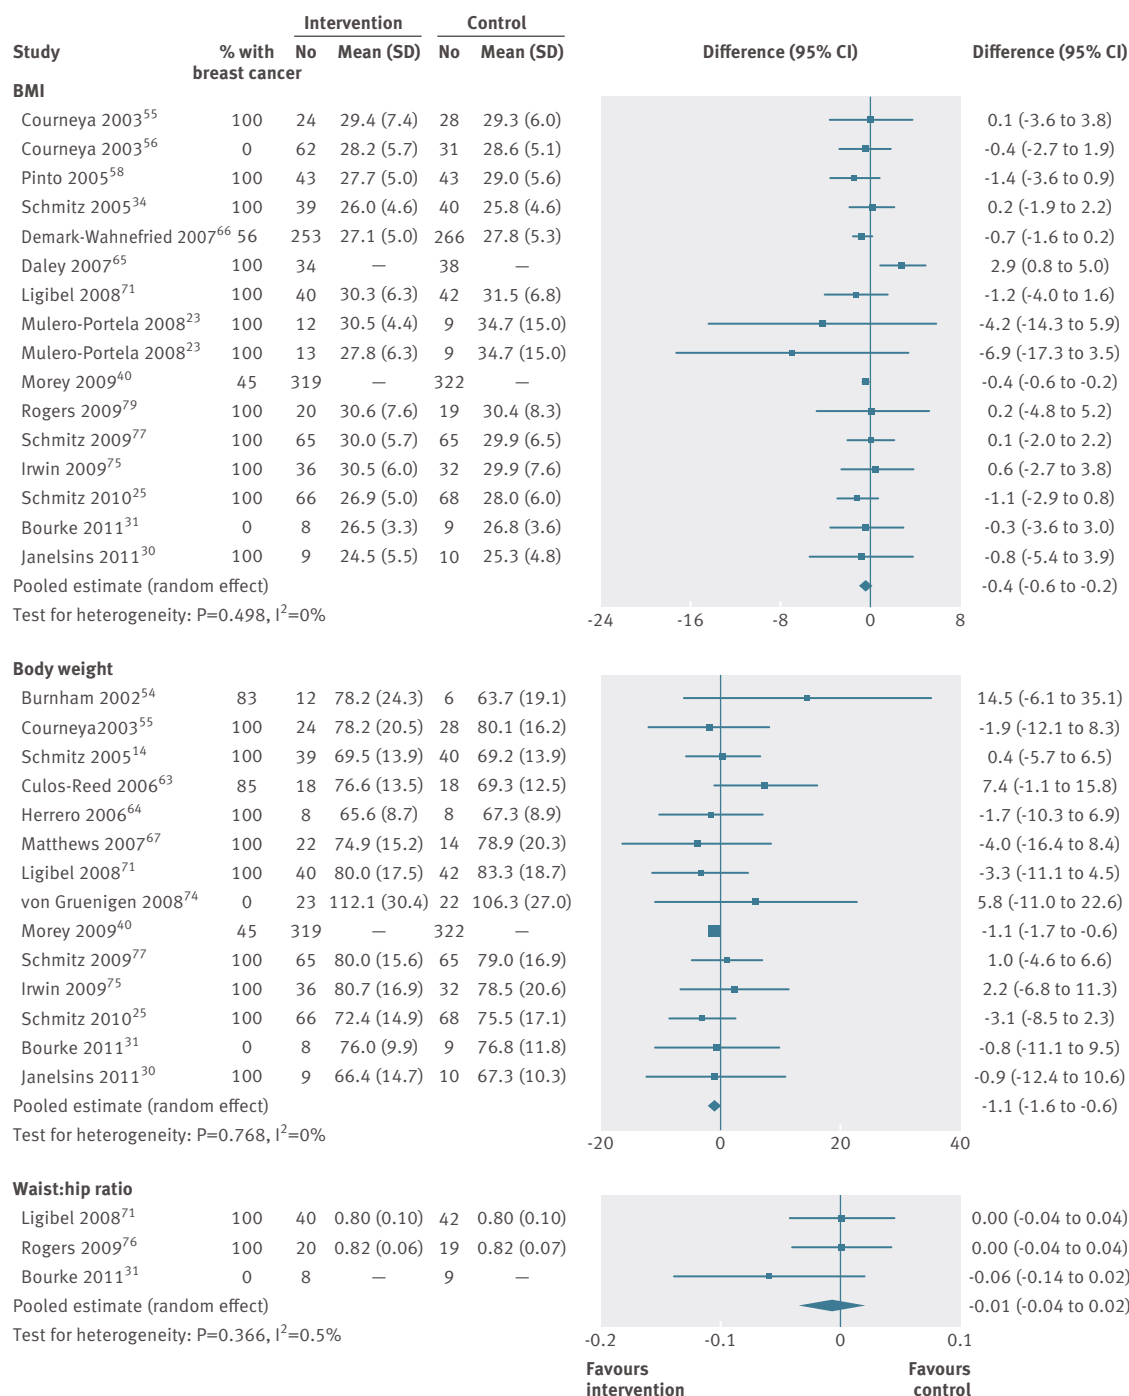 Intervention Control
Study % with breast cancer No Mean (SD) No Mean (SD) Difference (95% CI) Difference (95% CI)
BMI
Courneya 2003⁵⁵ 100 24 29.4 (7.4) 28 29.3 (6.0) 0.1 (-3.6 to 3.8)
Courneya 2003⁵⁶ 0 62 28.2 (5.7) 31 28.6 (5.1) -0.4 (-2.7 to 1.9)
Pinto 2005⁵⁸ 100 43 27.7 (5.0) 43 29.0 (5.6) -1.4 (-3.6 to 0.9)
Schmitz 2005³⁴ 100 39 26.0 (4.6) 40 25.8 (4.6) 0.2 (-1.9 to 2.2)
Demark-Wahnefried 2007⁶⁶ 56 253 27.1 (5.0) 266 27.8 (5.3) -0.7 (-1.6 to 0.2)
Daley 2007⁶⁵ 100 34 — 38 — 2.9 (0.8 to 5.0)
Ligibel 2008⁷¹ 100 40 30.3 (6.3) 42 31.5 (6.8) -1.2 (-4.0 to 1.6)
Mulero-Portela 2008²³ 100 12 30.5 (4.4) 9 34.7 (15.0) -4.2 (-14.3 to 5.9)
Mulero-Portela 2008²³ 100 13 27.8 (6.3) 9 34.7 (15.0) -6.9 (-17.3 to 3.5)
Morey 2009⁴⁰ 45 319 — 322 — -0.4 (-0.6 to -0.2)
Rogers 2009⁷⁹ 100 20 30.6 (7.6) 19 30.4 (8.3) 0.2 (-4.8 to 5.2)
Schmitz 2009⁷⁷ 100 65 30.0 (5.7) 65 29.9 (6.5) 0.1 (-2.0 to 2.2)
Irwin 2009⁷⁵ 100 36 30.5 (6.0) 32 29.9 (7.6) 0.6 (-2.7 to 3.8)
Schmitz 2010²⁵ 100 66 26.9 (5.0) 68 28.0 (6.0) -1.1 (-2.9 to 0.8)
Bourke 2011³¹ 0 8 26.5 (3.3) 9 26.8 (3.6) -0.3 (-3.6 to 3.0)
Janelsins 2011³⁰ 100 9 24.5 (5.5) 10 25.3 (4.8) -0.8 (-5.4 to 3.9)
Pooled estimate (random effect) -0.4 (-0.6 to -0.2)
Test for heterogeneity: P=0.498, I²=0%
-24 -16 -8 0 8
Body weight
Burnham 2002⁵⁴ 83 12 78.2 (24.3) 6 63.7 (19.1) 14.5 (-6.1 to 35.1)
Courneya2003⁵⁵ 100 24 78.2 (20.5) 28 80.1 (16.2) -1.9 (-12.1 to 8.3)
Schmitz 2005¹⁴ 100 39 69.5 (13.9) 40 69.2 (13.9) 0.4 (-5.7 to 6.5)
Culos-Reed 2006⁶³ 85 18 76.6 (13.5) 18 69.3 (12.5) 7.4 (-1.1 to 15.8)
Herrero 2006⁶⁴ 100 8 65.6 (8.7) 8 67.3 (8.9) -1.7 (-10.3 to 6.9)
Matthews 2007⁶⁷ 100 22 74.9 (15.2) 14 78.9 (20.3) -4.0 (-16.4 to 8.4)
Ligibel 2008⁷¹ 100 40 80.0 (17.5) 42 83.3 (18.7) -3.3 (-11.1 to 4.5)
von Gruenigen 2008⁷⁴ 0 23 112.1 (30.4) 22 106.3 (27.0) 5.8 (-11.0 to 22.6)
Morey 2009⁴⁰ 45 319 — 322 — -1.1 (-1.7 to -0.6)
Schmitz 2009⁷⁷ 100 65 80.0 (15.6) 65 79.0 (16.9) 1.0 (-4.6 to 6.6)
Irwin 2009⁷⁵ 100 36 80.7 (16.9) 32 78.5 (20.6) 2.2 (-6.8 to 11.3)
Schmitz 2010²⁵ 100 66 72.4 (14.9) 68 75.5 (17.1) -3.1 (-8.5 to 2.3)
Bourke 2011³¹ 0 8 76.0 (9.9) 9 76.8 (11.8) -0.8 (-11.1 to 9.5)
Janelsins 2011³⁰ 100 9 66.4 (14.7) 10 67.3 (10.3) -0.9 (-12.4 to 10.6)
Pooled estimate (random effect) -1.1 (-1.6 to -0.6)
Test for heterogeneity: P=0.768, I²=0%
-20 0 20 40
Waist:hip ratio
Ligibel 2008⁷¹ 100 40 0.80 (0.10) 42 0.80 (0.10) 0.00 (-0.04 to 0.04)
Rogers 2009⁷⁶ 100 20 0.82 (0.06) 19 0.82 (0.07) 0.00 (-0.04 to 0.04)
Bourke 2011³¹ 0 8 — 9 — -0.06 (-0.14 to 0.02)
Pooled estimate (random effect) -0.01 (-0.04 to 0.02)
Test for heterogeneity: P=0.366, I²=0.5%
-0.2 -0.1 0 0.1
Favours intervention Favours control